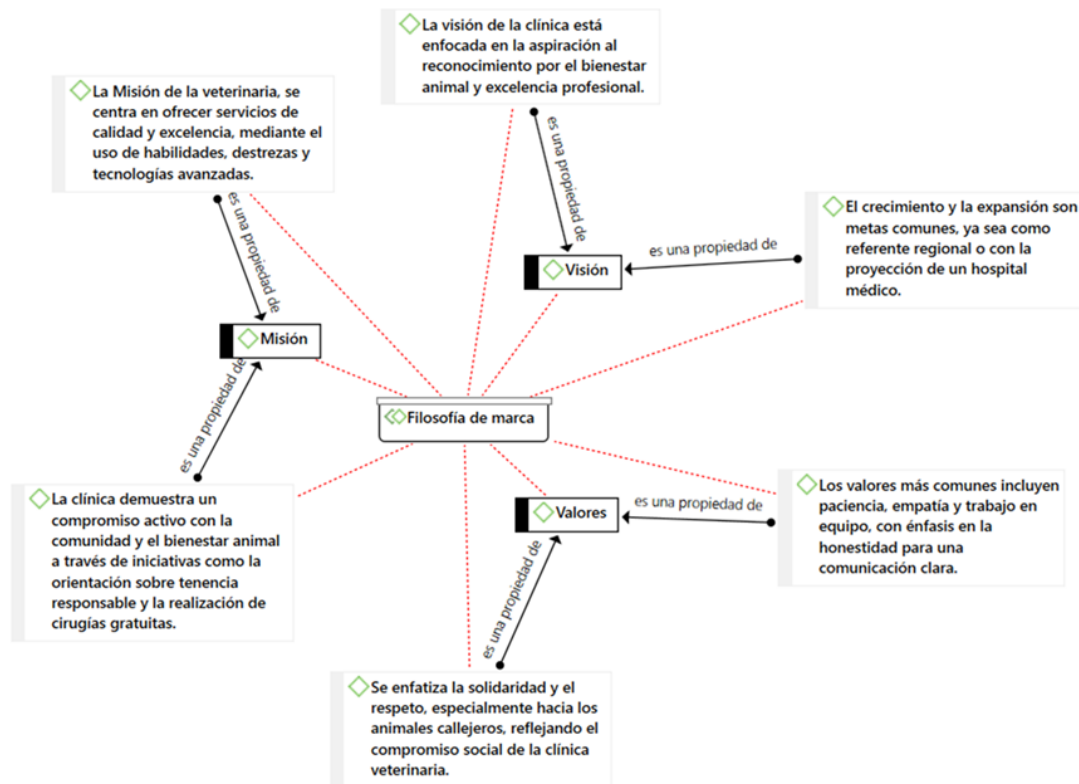 La visión de la clínica está
enfocada en la aspiración al
reconocimiento por el bienestar
animal y excelencia profesional.
La Misión de la veterinaria, se
centra en ofrecer servicios de
calidad y excelencia, mediante el
uso de habilidades, destrezas y
tecnologías avanzadas.
es una propiedad de
es una propiedad de
El crecimiento y la expansión son
metas comunes, ya sea como
referente regional o con la
proyección de un hospital
médico.
es una propiedad de
Visión
Misión
es una propiedad de
Filosofía de marca
La clínica demuestra un
compromiso activo con la
comunidad y el bienestar animal
a través de iniciativas como la
orientación sobre tenencia
responsable y la realización de
cirugías gratuitas.
Valores
es una propiedad de
Los valores más comunes incluyen
paciencia, empatía y trabajo en
equipo, con énfasis en la
honestidad para una
comunicación clara.
es una propiedad de
Se enfatiza la solidaridad y el
respeto, especialmente hacia los
animales callejeros, reflejando el
compromiso social de la clínica
veterinaria.